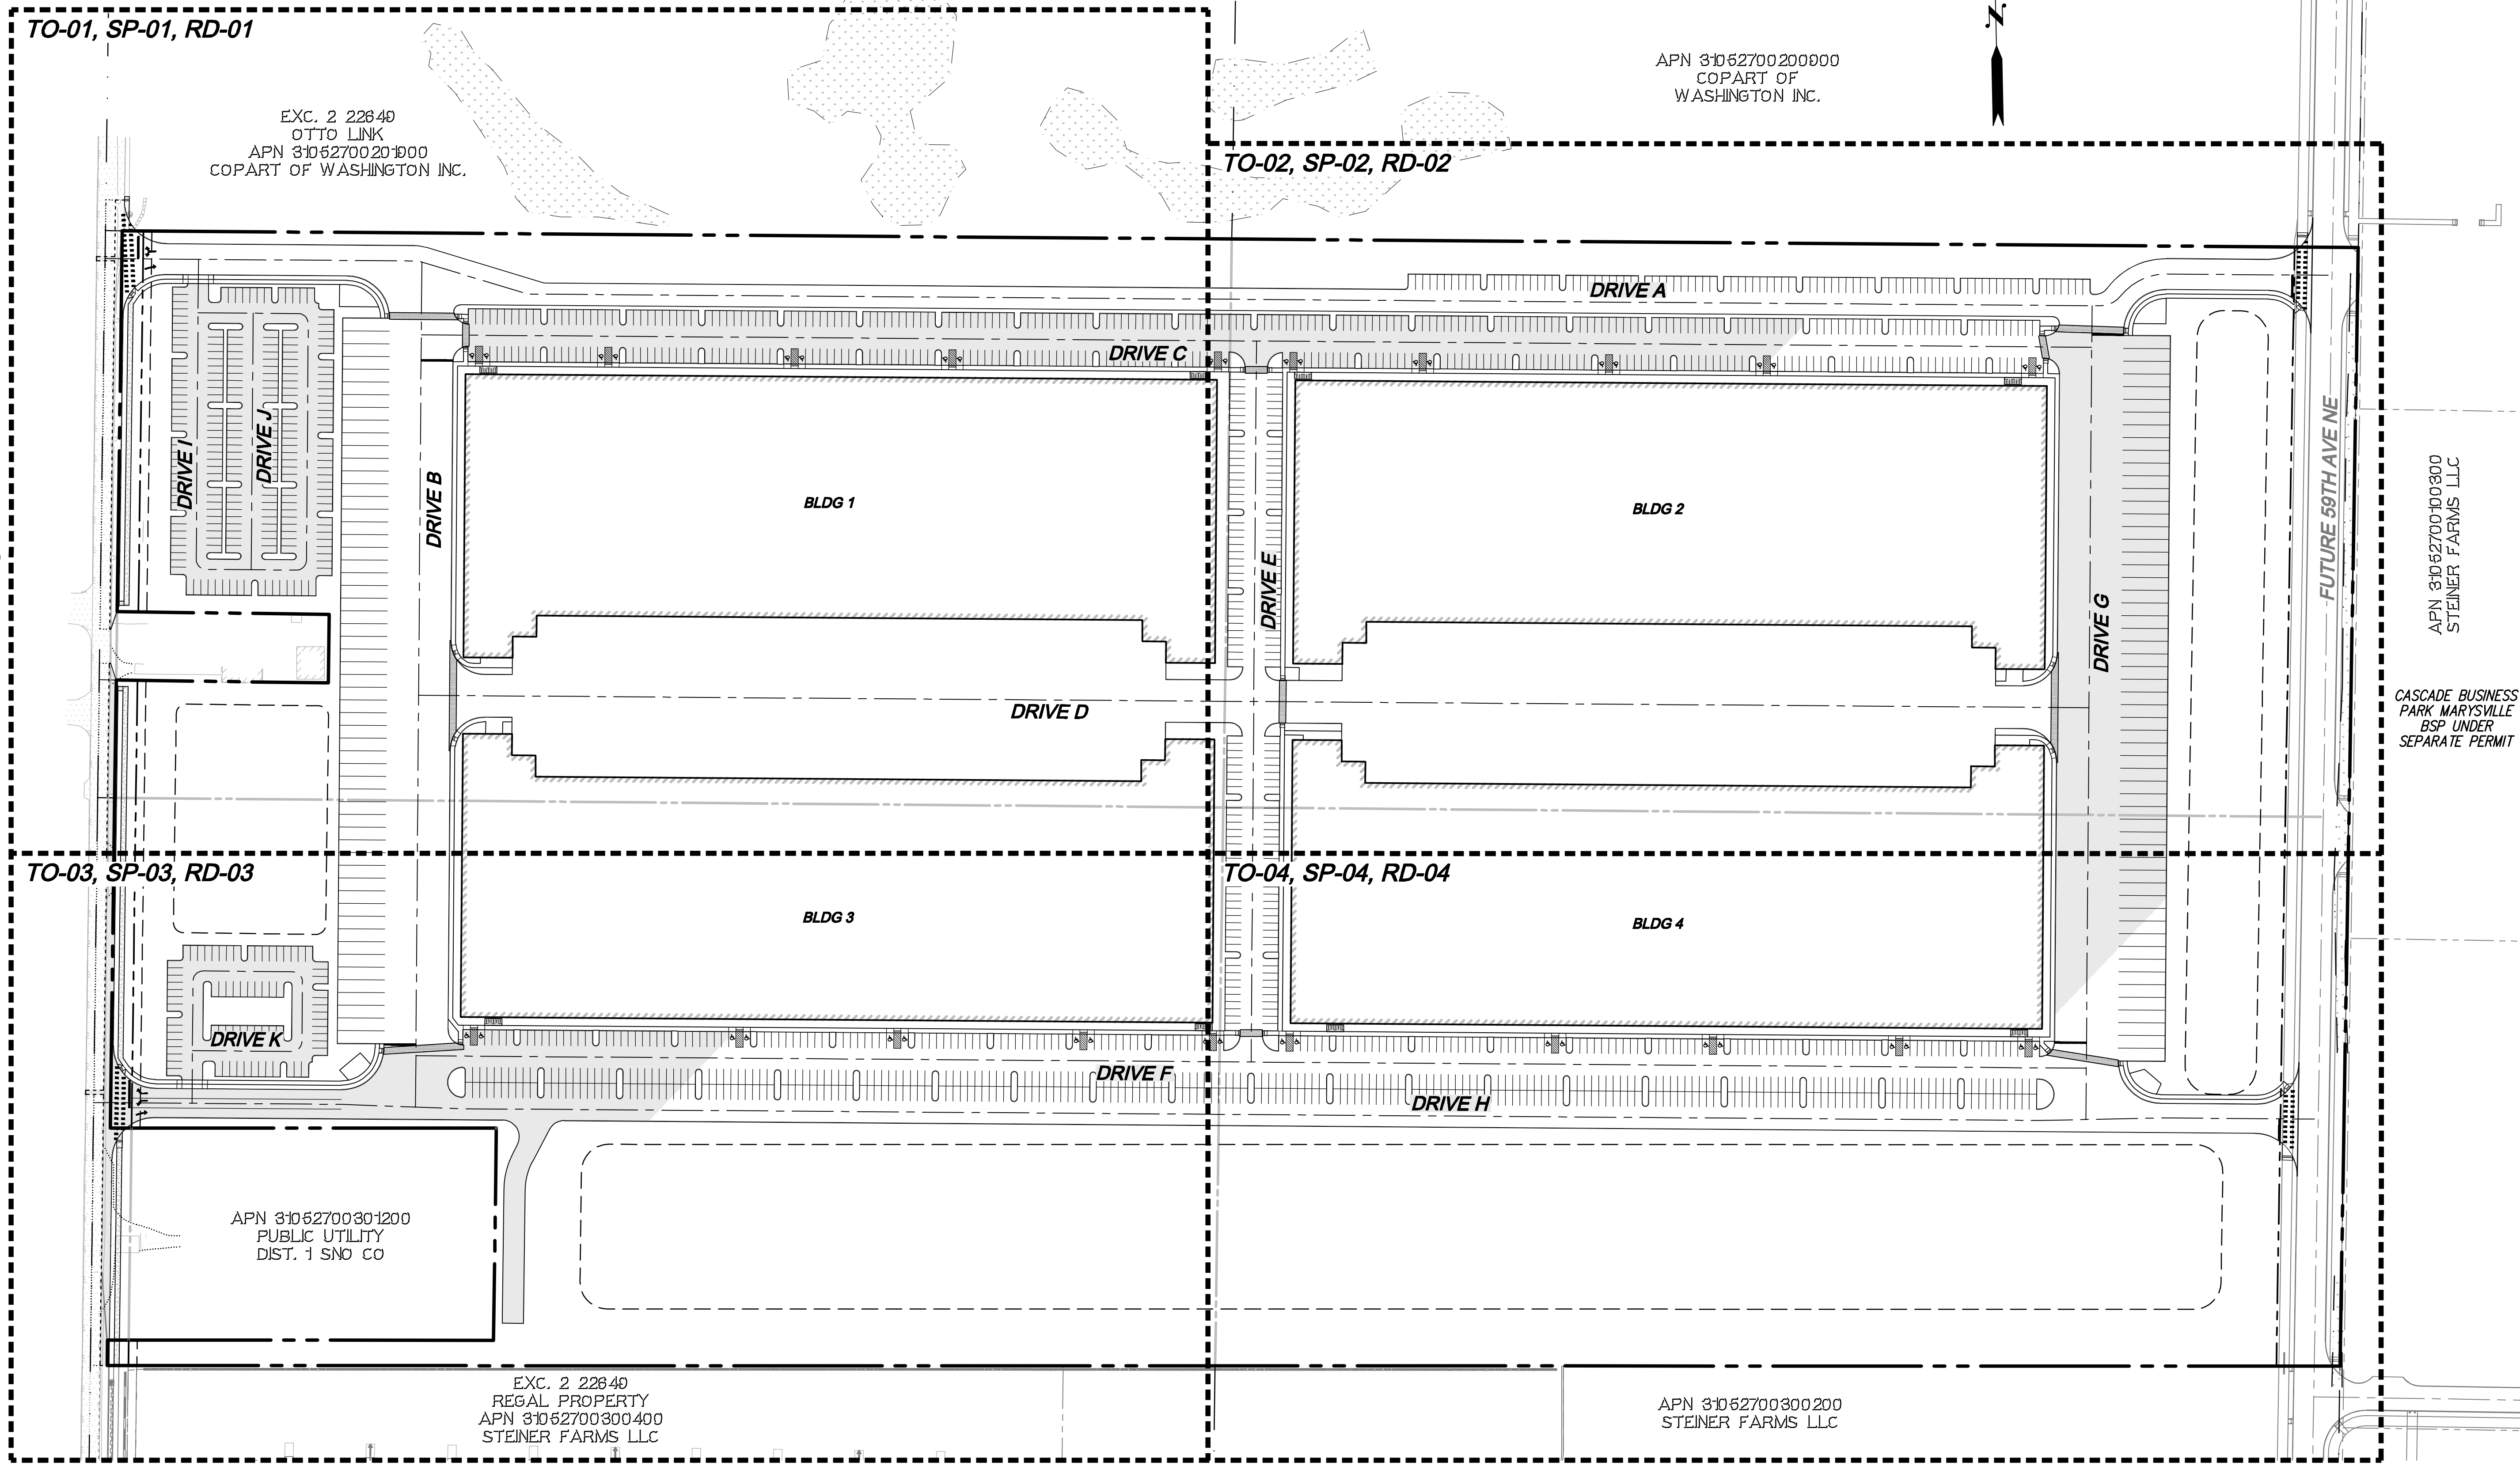 TO-01, SP-01, RD-01
N
APN 31052700200900
COPART OF
WASHINGTON INC.
EXC. 2 22640
OTTO LINK
APN 31052700201000
COPART OF WASHINGTON INC.
TO-02, SP-02, RD-02
DRIVE A
DRIVE C
DRIVE I
DRIVE J
DRIVE B
BLDG 1
DRIVE E
BLDG 2
DRIVE G
FUTURE 59TH AVE NE
APN 31052700100300
STEINER FARMS LLC
DRIVE D
CASCADE BUSINESS
PARK MARYSVILLE
BSP UNDER
SEPARATE PERMIT
TO-03, SP-03, RD-03
TO-04, SP-04, RD-04
BLDG 3
BLDG 4
DRIVE K
DRIVE F
DRIVE H
APN 31052700301200
PUBLIC UTILITY
DIST. 1 SNO CO
EXC. 2 22640
REGAL PROPERTY
APN 31052700300400
STEINER FARMS LLC
APN 31052700300200
STEINER FARMS LLC